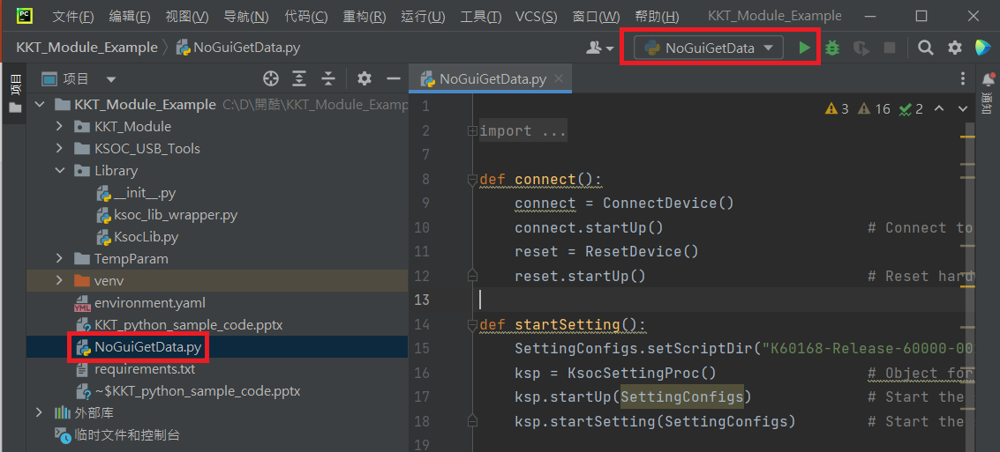 PC 文件(F) 编辑(E) 视图(V) 导航(N) 代码(C) 重构(R) 运行(U) 工具(T) VCS(S) 窗口(W) 帮助(H) KKT_Module_Example
KKT_Module_Example NoGuiGetData.py NoGuiGetData
项目
项目
NoGuiGetData.py
通知
KKT_Module_Example C:\D\開酷\KKT_Module_Examp
KKT_Module
KSOC_USB_Tools
Library
__init__.py
ksoc_lib_wrapper.py
KsocLib.py
TempParam
venv
environment.yaml
YML
KKT_python_sample_code.pptx
NoGuiGetData.py
requirements.txt
~$KKT_python_sample_code.pptx
外部库
临时文件和控制台
3 16 2
1
2 import ...
7
8 def connect():
9 connect = ConnectDevice()
10 connect.startUp() # Connect to
11 reset = ResetDevice()
12 reset.startUp() # Reset hard
13
14 def startSetting():
15 SettingConfigs.setScriptDir("K60168-Release-60000-00
16 ksp = KsocSettingProc() # Object for
17 ksp.startUp(SettingConfigs) # Start the
18 ksp.startSetting(SettingConfigs) # Start the
19